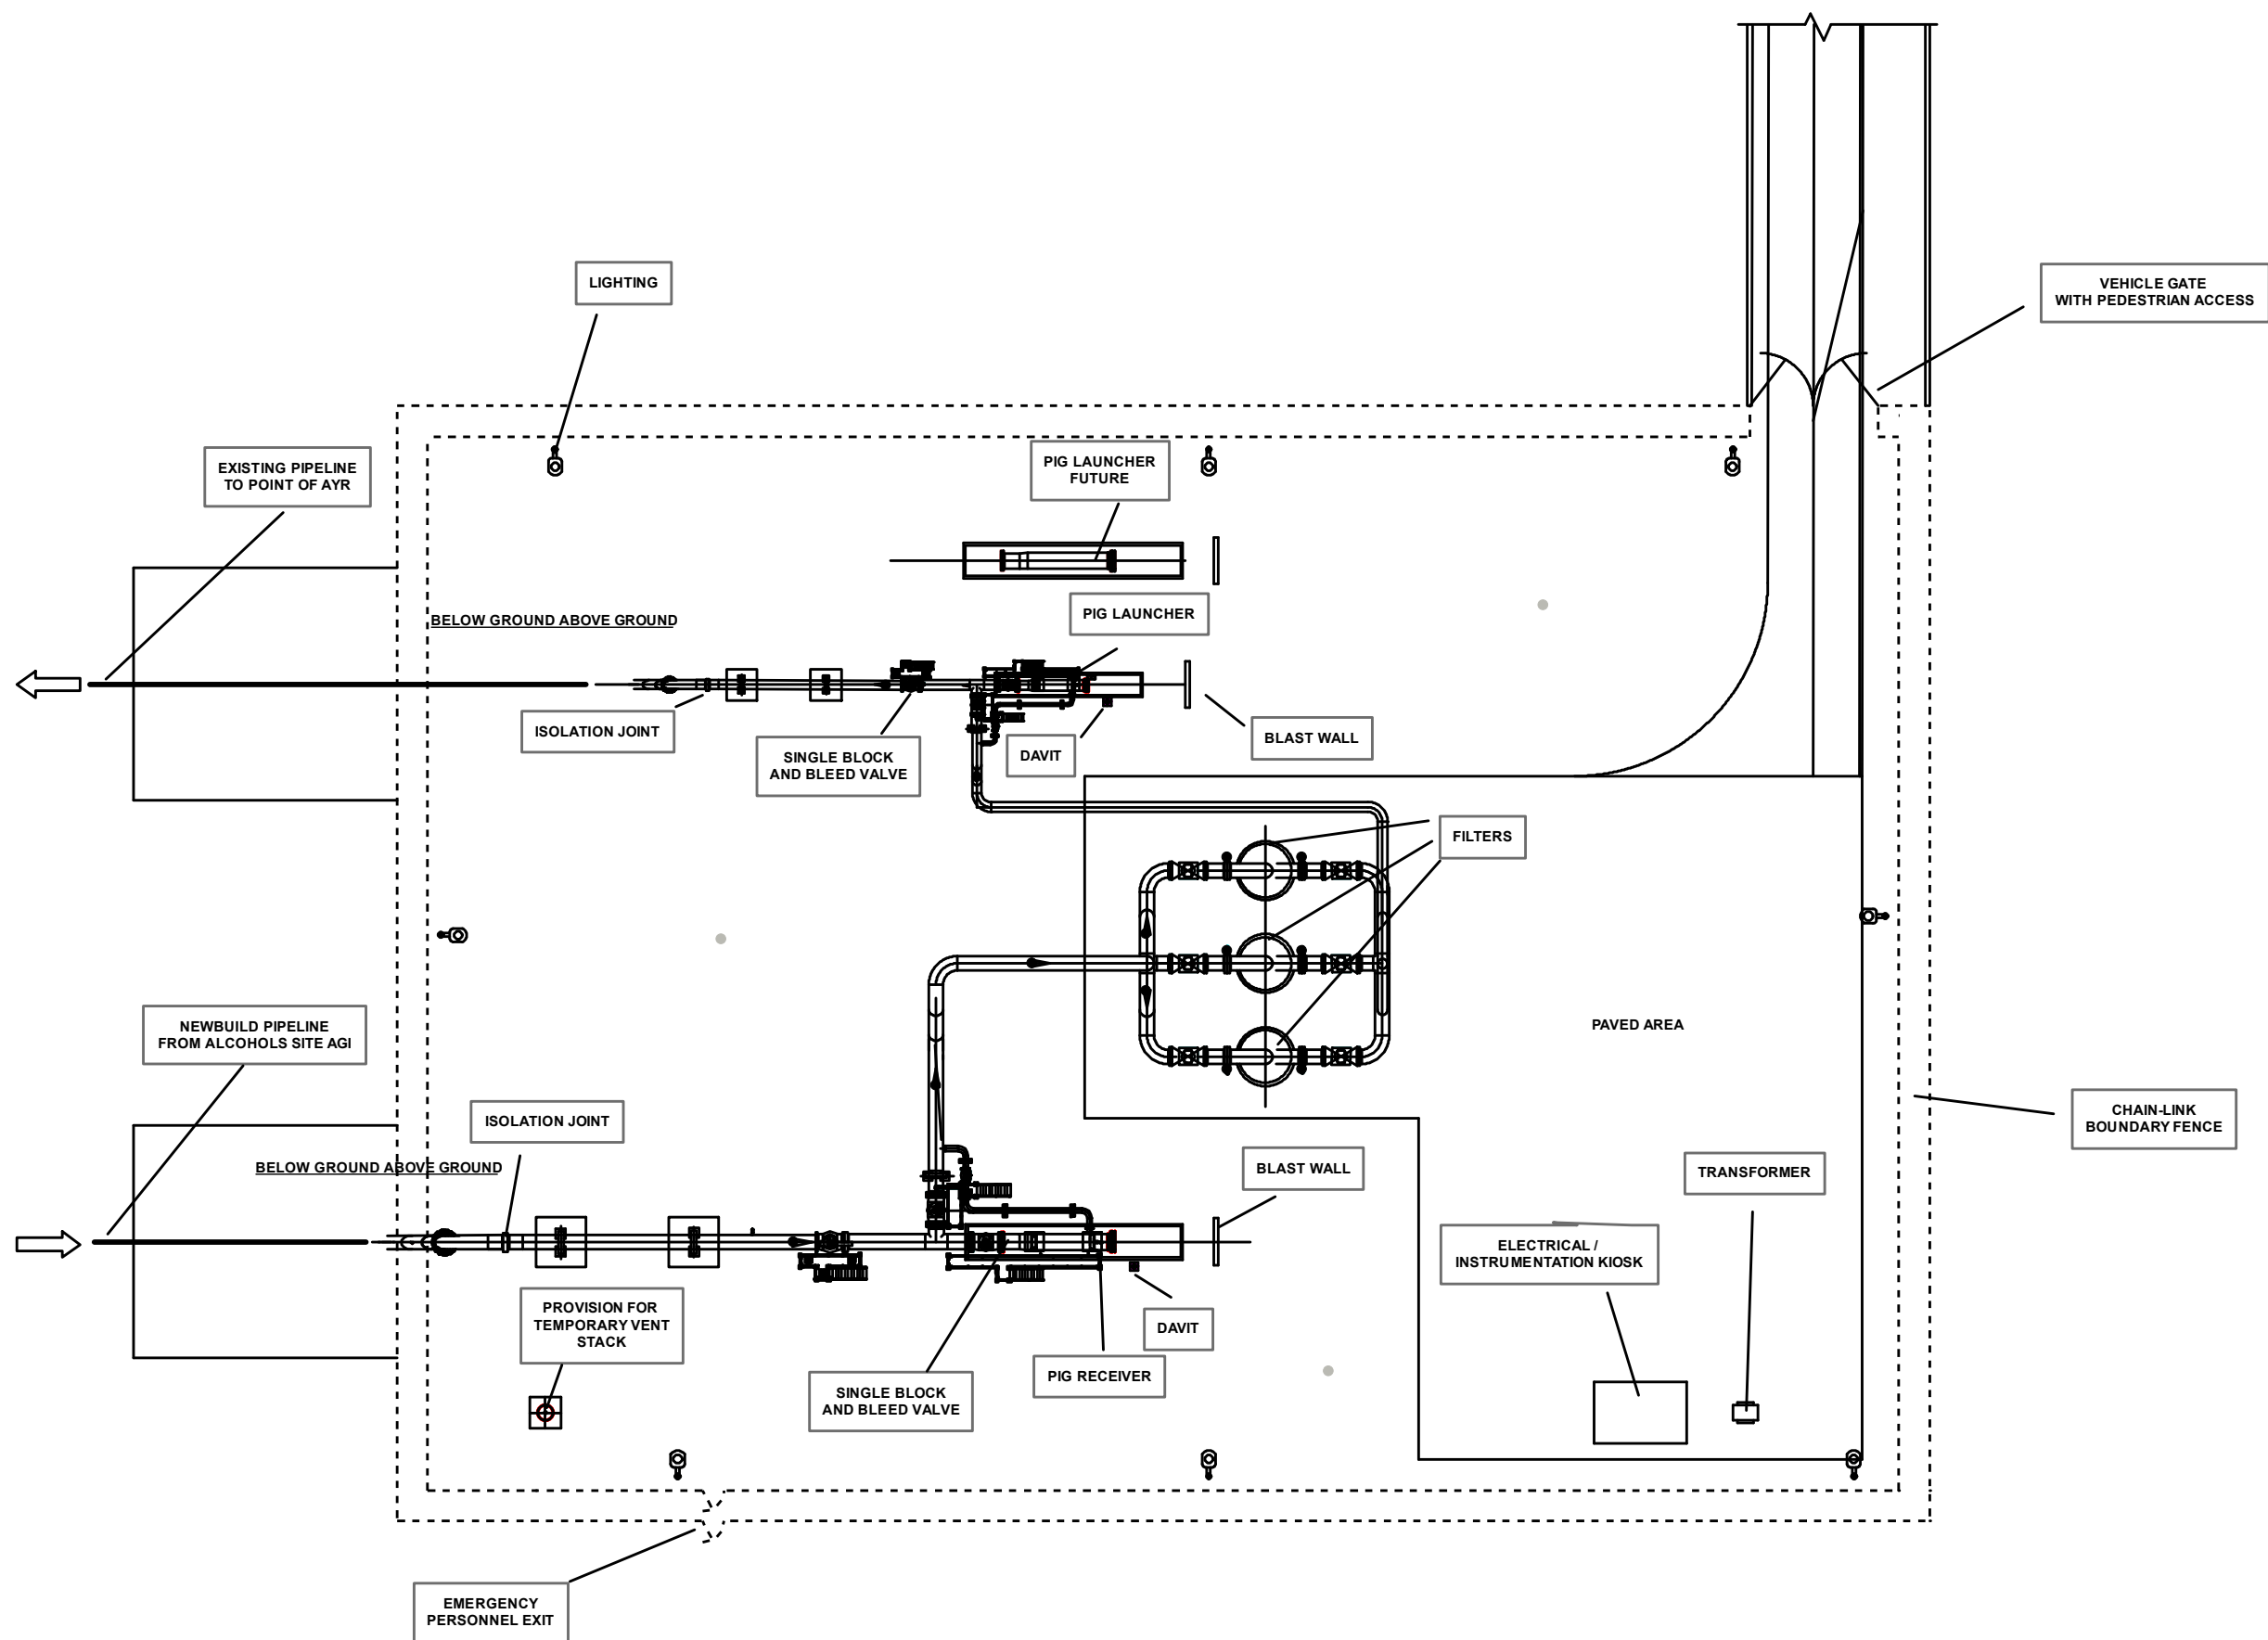 LIGHTING
VEHICLE GATE
WITH PEDESTRIAN ACCESS
EXISTING PIPELINE
TO POINT OF AYR
PIG LAUNCHER
FUTURE
BELOW GROUND ABOVE GROUND
PIG LAUNCHER
ISOLATION JOINT
SINGLE BLOCK
AND BLEED VALVE
DAVIT
BLAST WALL
FILTERS
NEWBUILD PIPELINE
FROM ALCOHOLS SITE AGI
PAVED AREA
ISOLATION JOINT
CHAIN-LINK
BOUNDARY FENCE
BELOW GROUND ABOVE GROUND
BLAST WALL
TRANSFORMER
ELECTRICAL /
INSTRUMENTATION KIOSK
PROVISION FOR
TEMPORARY VENT
STACK
DAVIT
PIG RECEIVER
SINGLE BLOCK
AND BLEED VALVE
EMERGENCY
PERSONNEL EXIT